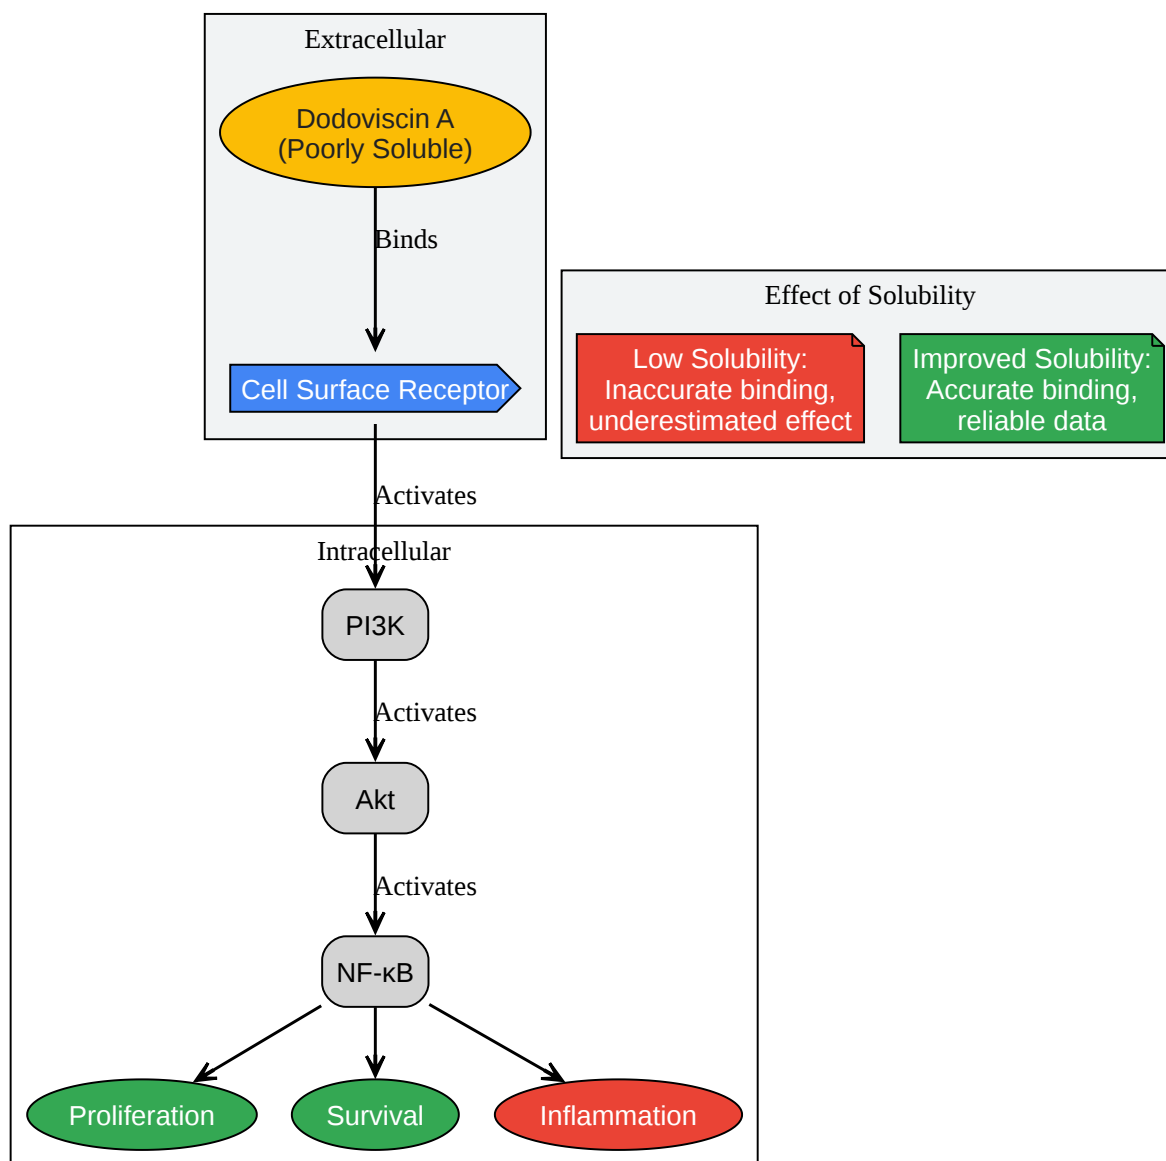 Extracellular
Dodoviscin A
(Poorly Soluble)
Binds
Cell Surface Receptor
Effect of Solubility
Low Solubility:
Inaccurate binding,
underestimated effect
Improved Solubility:
Accurate binding,
reliable data
Activates
Intracellular
PI3K
Activates
Akt
Activates
NF-κB
Proliferation
Survival
Inflammation